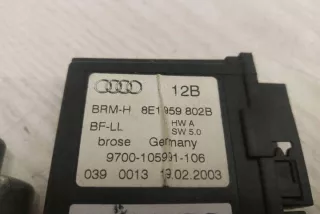 12B
BRM-H 8E1 959 802B
BF-LL HW A
SW 5.0
brose Germany
9700-105991-106
039 0013 19.02.2003